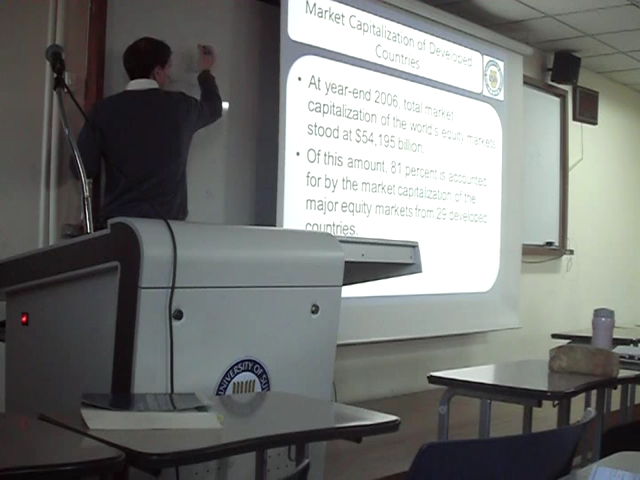 Market Capitalization of Developed
Countries
• At year-end 2006, total market
capitalization of the world's equity markets
stood at $54,195 billion.
• Of this amount, 81 percent is accounted
for by the market capitalization of the
major equity markets from 29 developed
countries.
UNIVERSITY OF